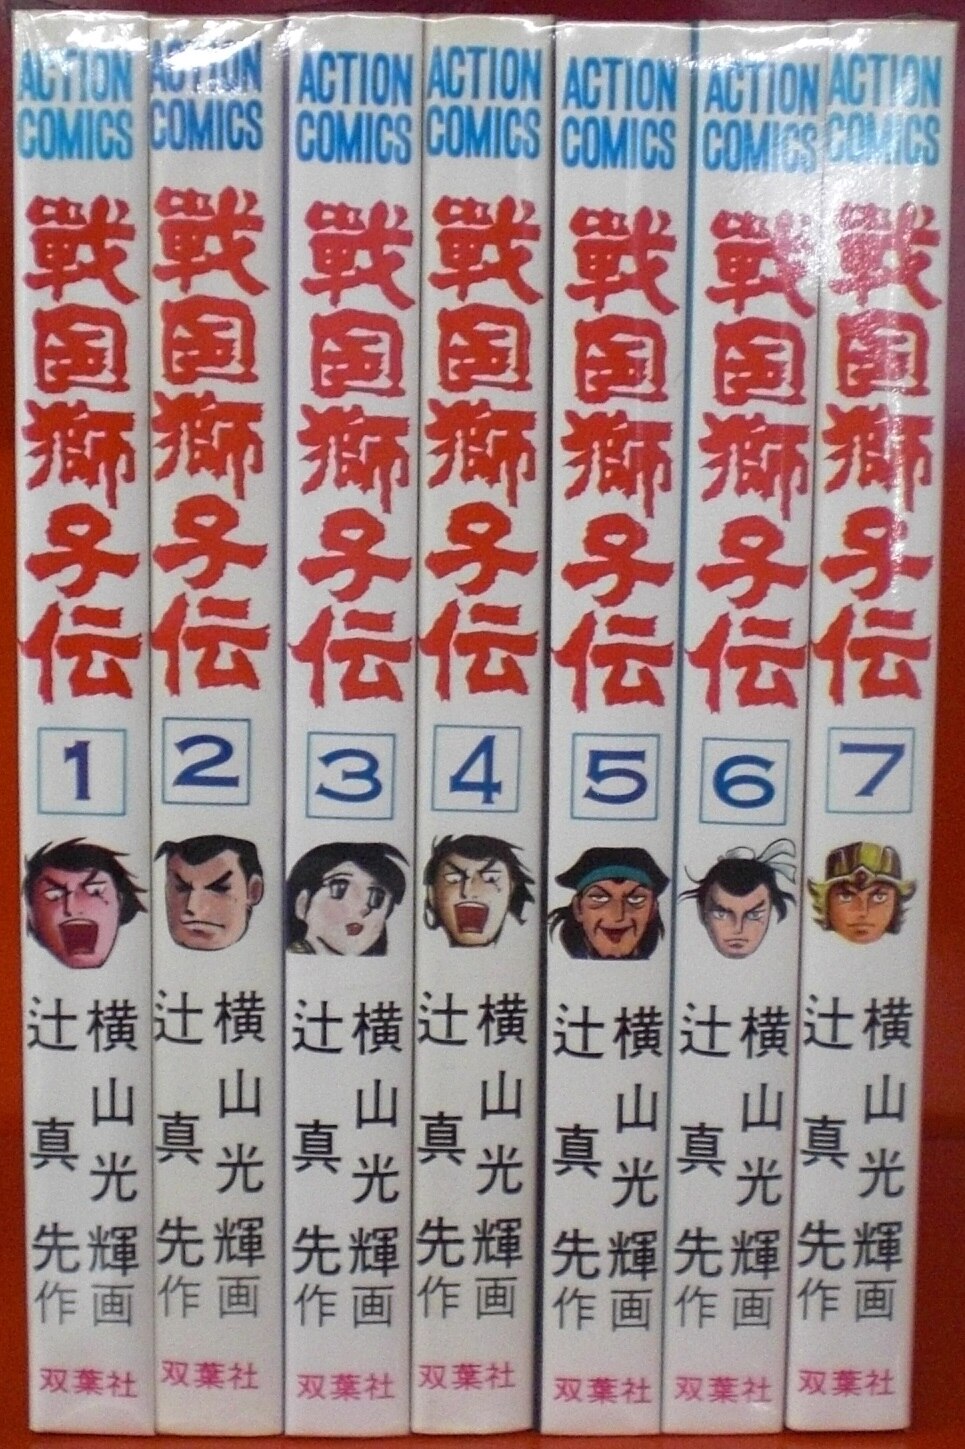 ACTION
COMICS
戰国獅子伝
1
横山光輝画
辻真先作
双葉社
ACTION
COMICS
戰国獅子伝
2
横山光輝画
辻真先作
双葉社
ACTION
COMICS
戰国獅子伝
3
横山光輝画
辻真先作
双葉社
ACTION
COMICS
戰国獅子伝
4
横山光輝画
辻真先作
双葉社
ACTION
COMICS
戰国獅子伝
5
横山光輝画
辻真先作
双葉社
ACTION
COMICS
戰国獅子伝
6
横山光輝画
辻真先作
双葉社
ACTION
COMICS
戰国獅子伝
7
横山光輝画
辻真先作
双葉社